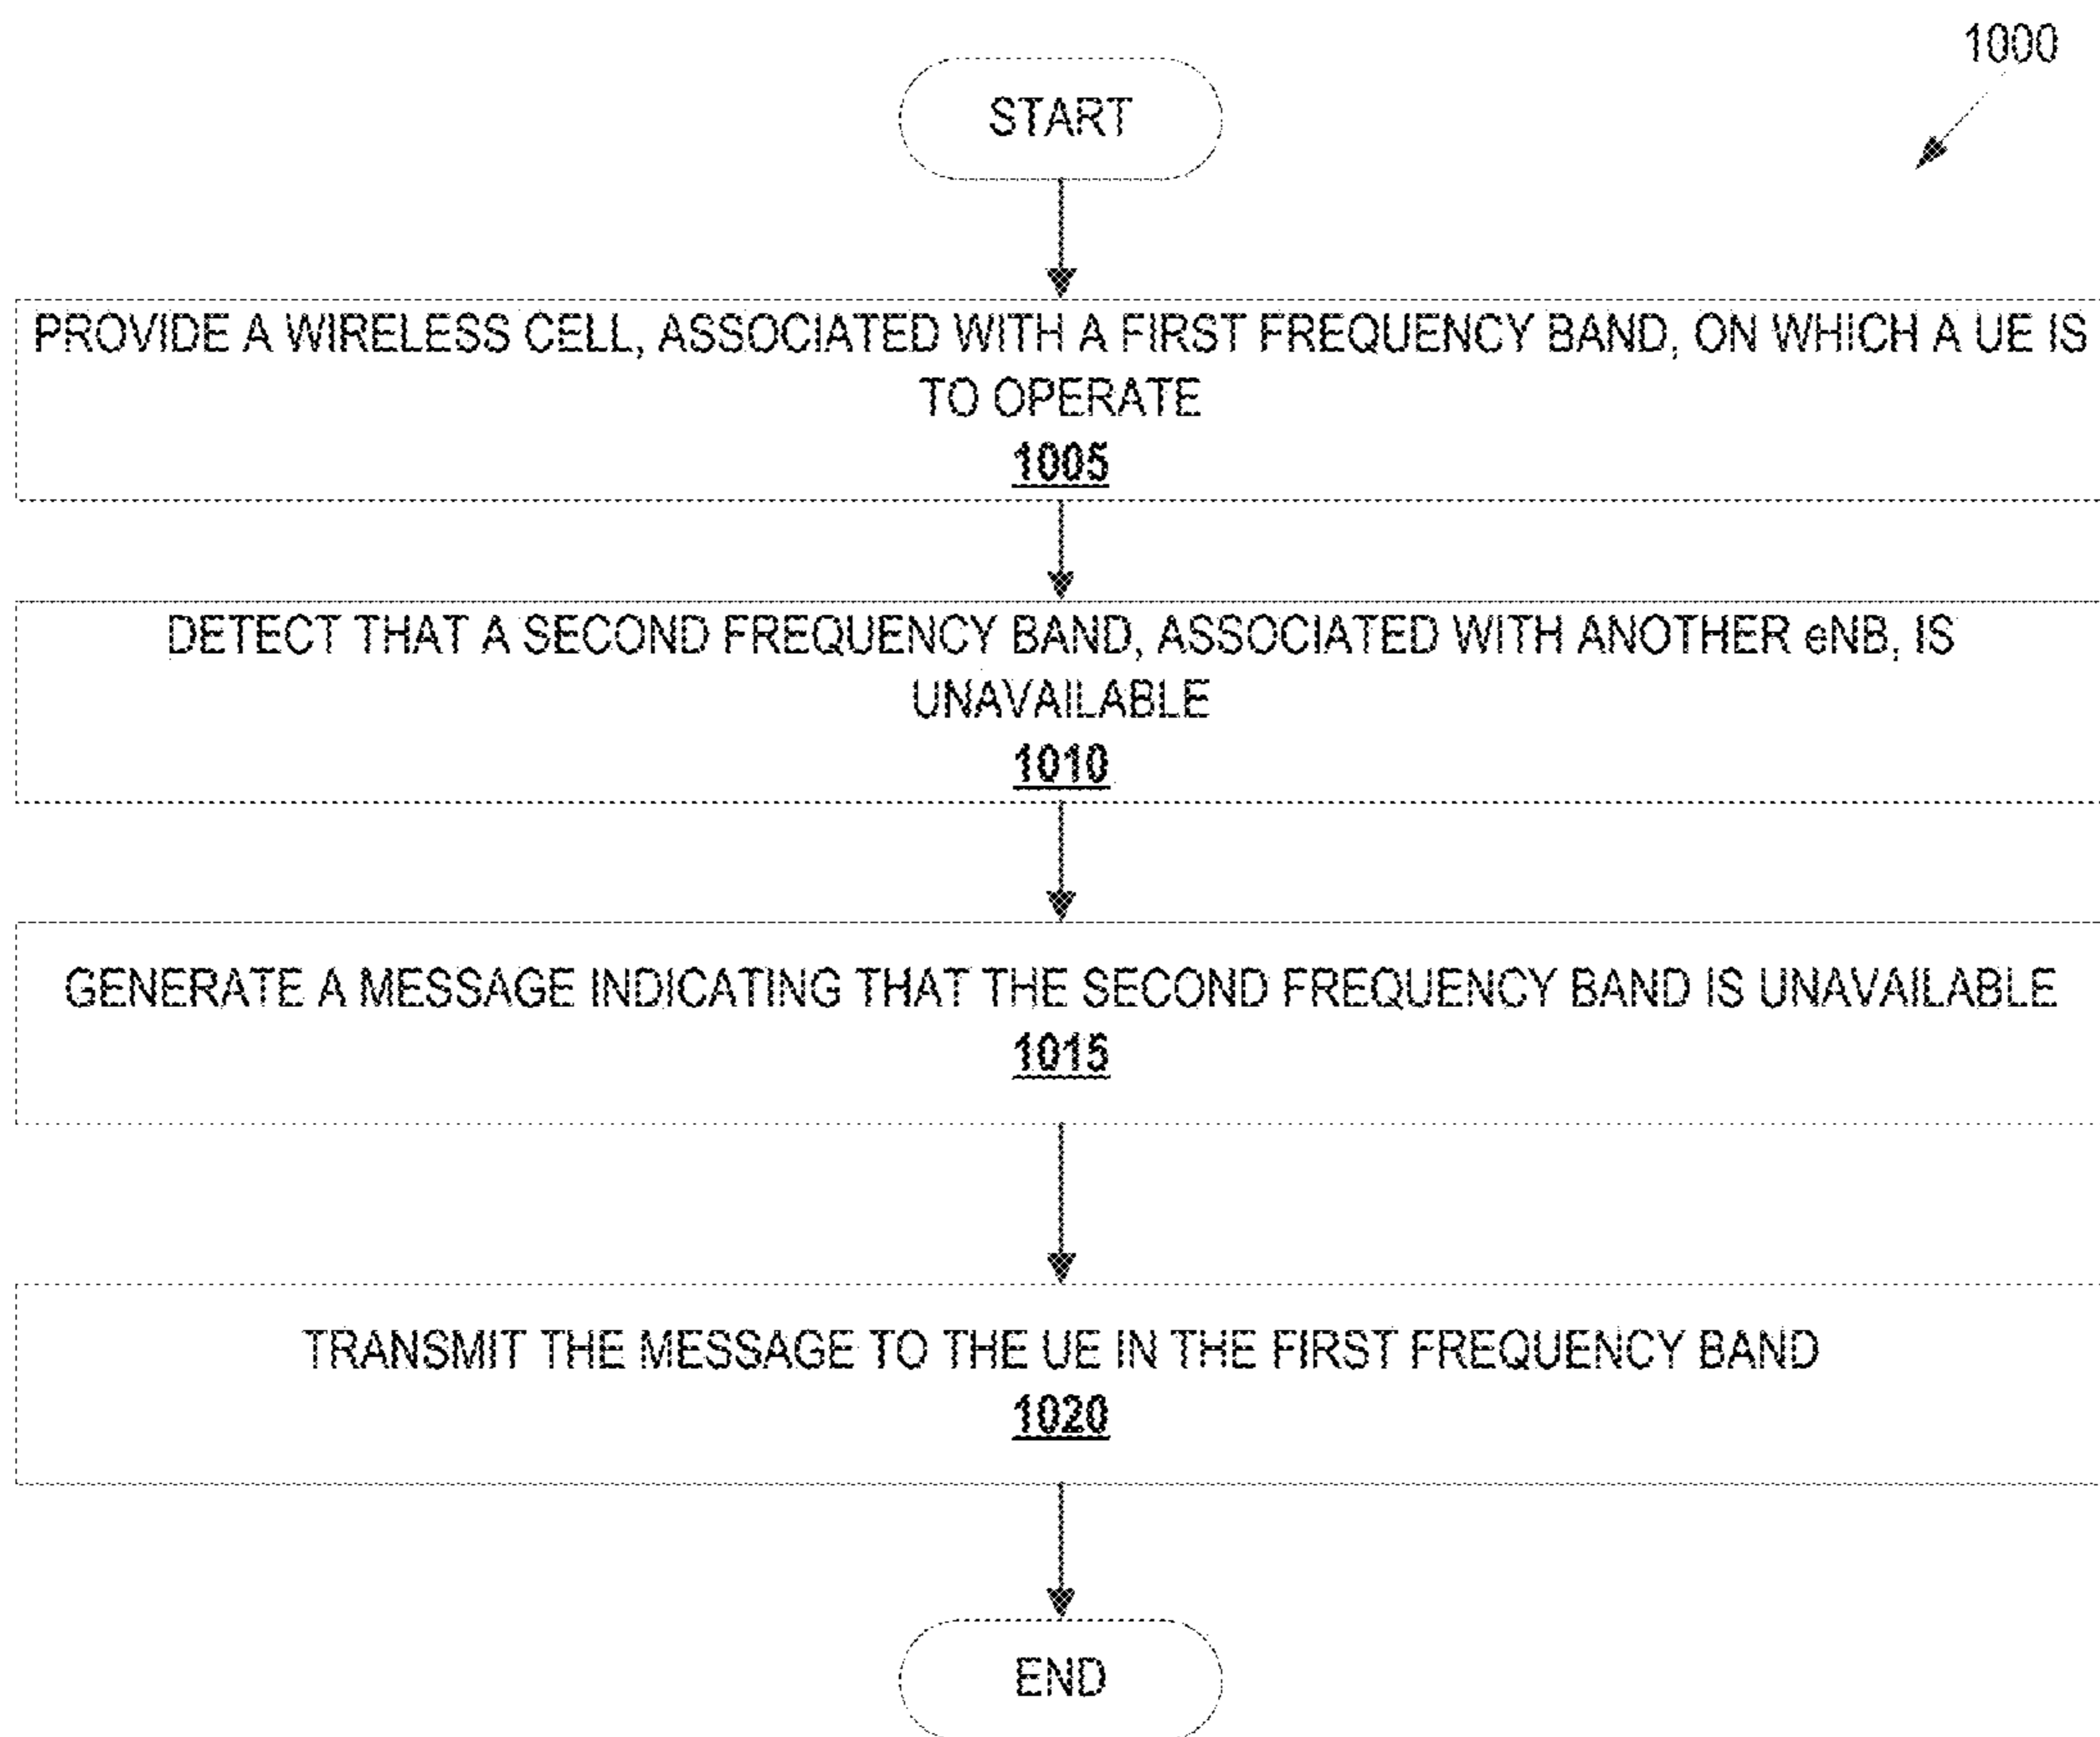 1000
START
PROVIDE A WIRELESS CELL, ASSOCIATED WITH A FIRST FREQUENCY BAND, ON WHICH A UE IS
TO OPERATE
1005
DETECT THAT A SECOND FREQUENCY BAND, ASSOCIATED WITH ANOTHER eNB, IS
UNAVAILABLE
1010
GENERATE A MESSAGE INDICATING THAT THE SECOND FREQUENCY BAND IS UNAVAILABLE
1015
TRANSMIT THE MESSAGE TO THE UE IN THE FIRST FREQUENCY BAND
1020
END